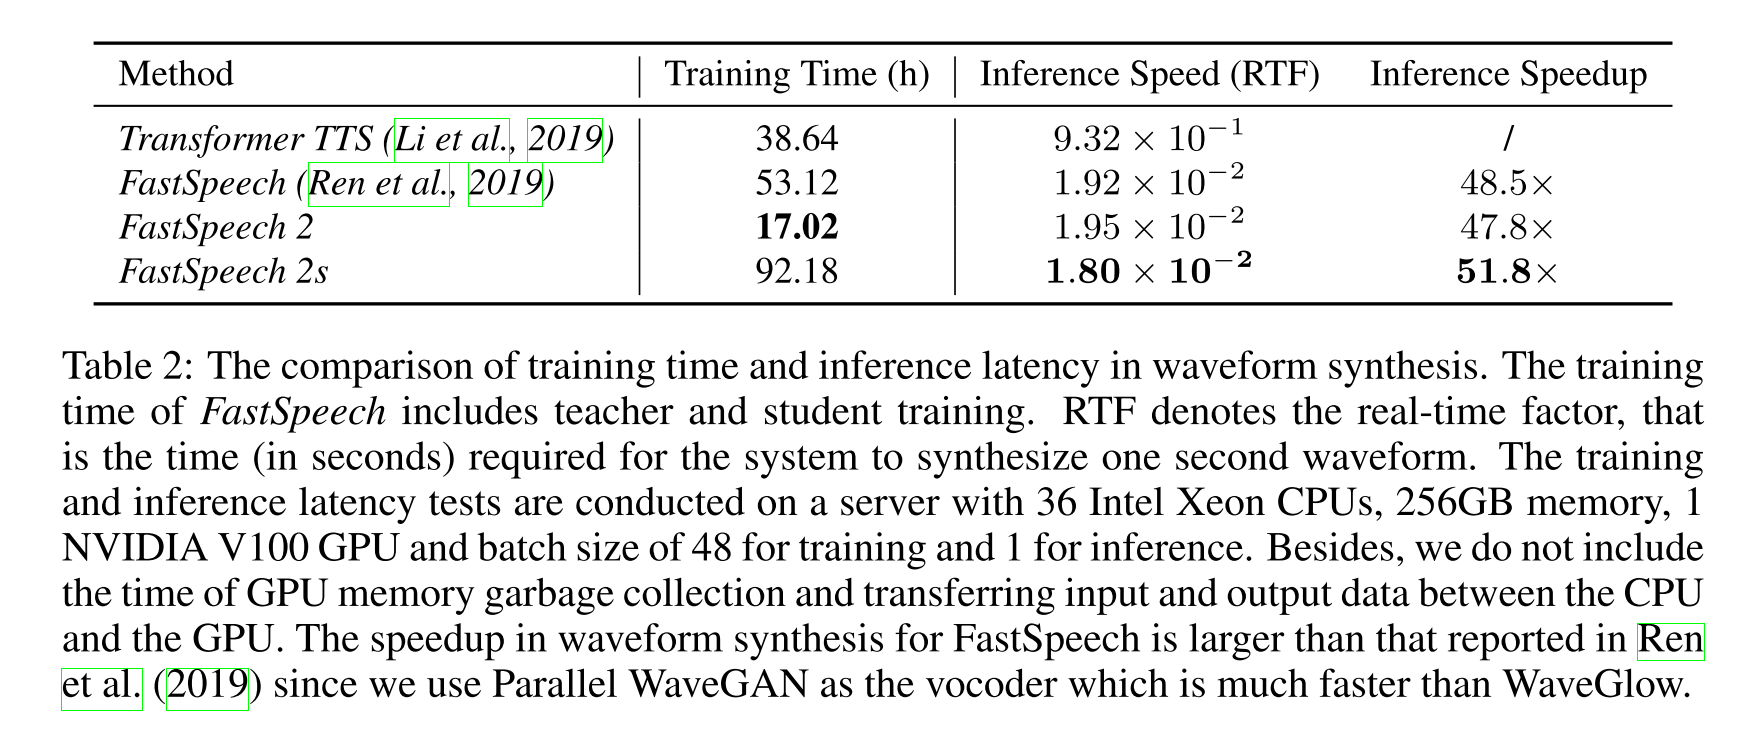 Method Training Time (h) Inference Speed (RTF) Inference Speedup
Transformer TTS (Li et al., 2019) 38.64 9.32 × 10⁻¹ /
FastSpeech (Ren et al., 2019) 53.12 1.92 × 10⁻² 48.5×
FastSpeech 2 17.02 1.95 × 10⁻² 47.8×
FastSpeech 2s 92.18 1.80 × 10⁻² 51.8×
Table 2: The comparison of training time and inference latency in waveform synthesis. The training
time of FastSpeech includes teacher and student training. RTF denotes the real-time factor, that
is the time (in seconds) required for the system to synthesize one second waveform. The training
and inference latency tests are conducted on a server with 36 Intel Xeon CPUs, 256GB memory, 1
NVIDIA V100 GPU and batch size of 48 for training and 1 for inference. Besides, we do not include
the time of GPU memory garbage collection and transferring input and output data between the CPU
and the GPU. The speedup in waveform synthesis for FastSpeech is larger than that reported in Ren
et al. (2019) since we use Parallel WaveGAN as the vocoder which is much faster than WaveGlow.